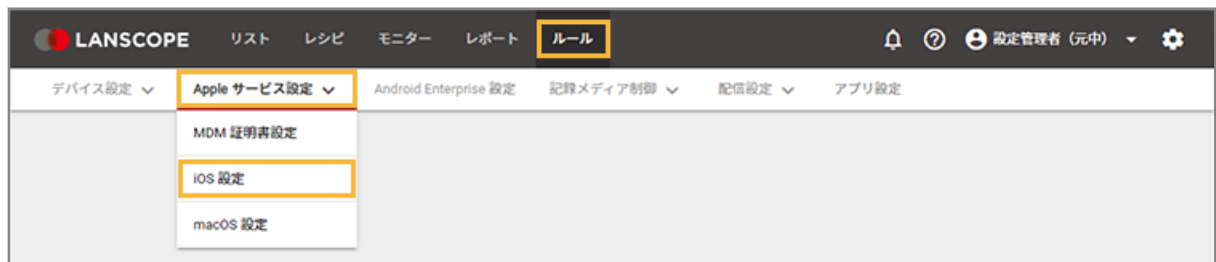 LANSCOPE リスト レシピ モニター レポート ルール 設定管理者（元中）
デバイス設定 Apple サービス設定 Android Enterprise 設定 記録メディア制御 配信設定 アプリ設定
MDM 証明書設定
iOS 設定
macOS 設定